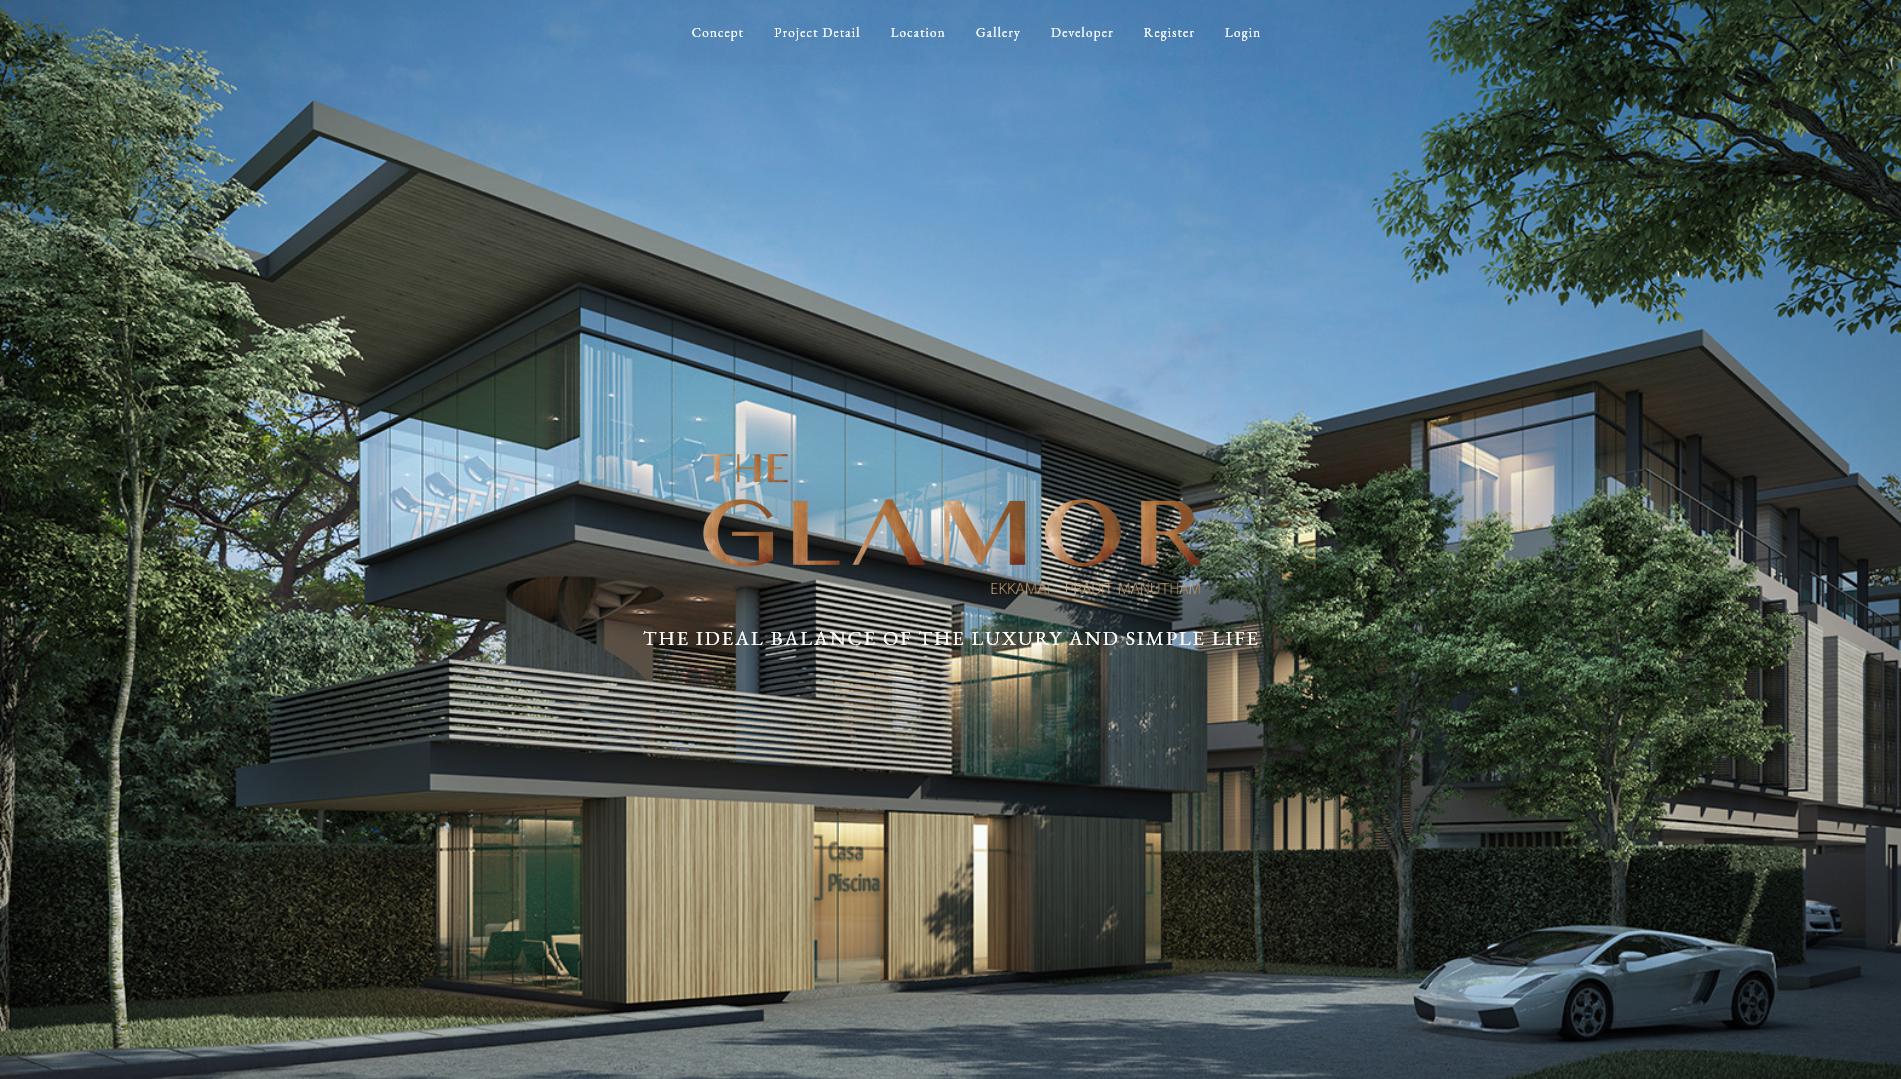 Concept Project Detail Location Gallery Developer Register Login
THE
GLAMOR
EKKAMAI - PRADIT MANUTHAM
THE IDEAL BALANCE OF THE LUXURY AND SIMPLE LIFE
Casa
Piscina